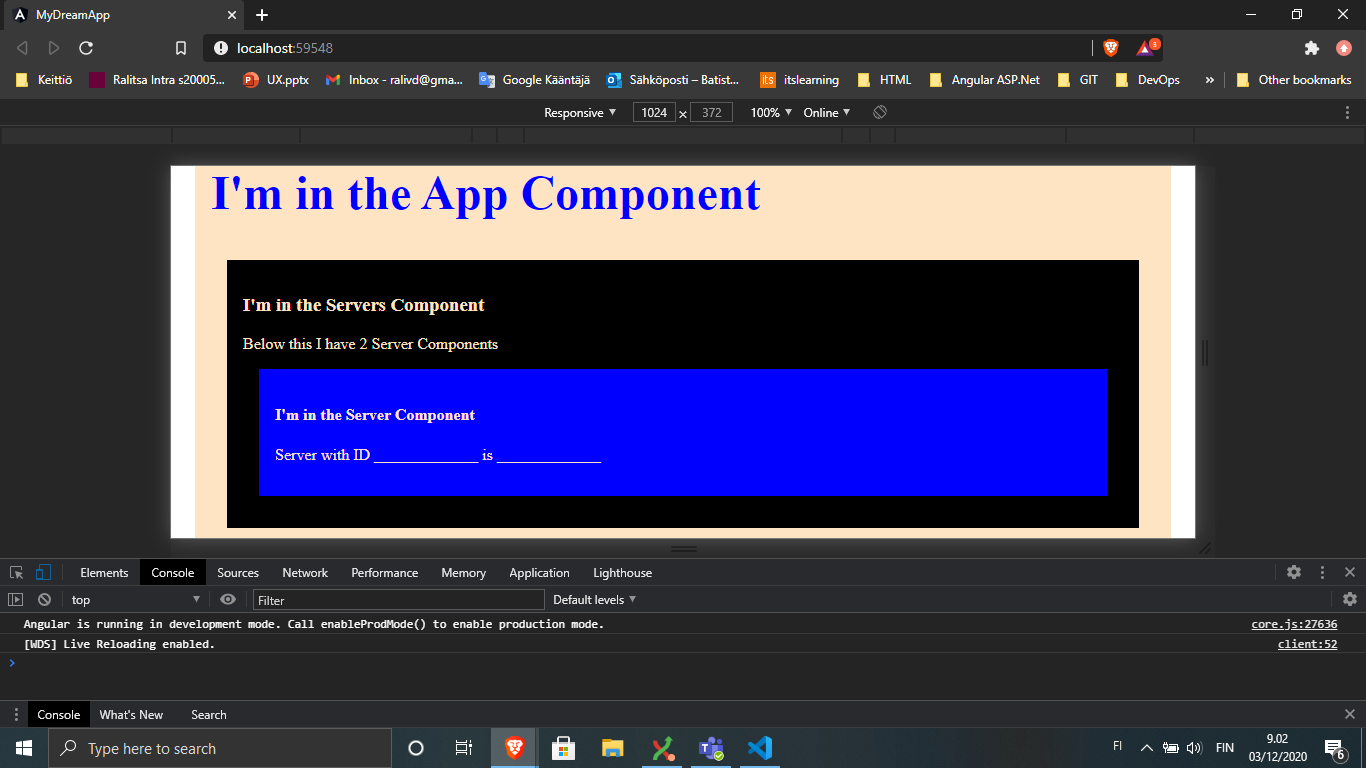 MyDreamApp
localhost:59548
3
Keittiö Ralitsa Intra s20005... UX.pptx Inbox - ralivd@gma... Google Kääntäjä Sähköposti – Batist... its itslearning HTML Angular ASP.Net GIT DevOps » Other bookmarks
Responsive 1024 × 372 100% Online
I'm in the App Component
I'm in the Servers Component
Below this I have 2 Server Components
I'm in the Server Component
Server with ID _____________ is _____________
Elements Console Sources Network Performance Memory Application Lighthouse
top Filter Default levels
Angular is running in development mode. Call enableProdMode() to enable production mode. core.js:27636
[WDS] Live Reloading enabled. client:52
Console What's New Search
Type here to search
FI FIN 9.02
03/12/2020
6